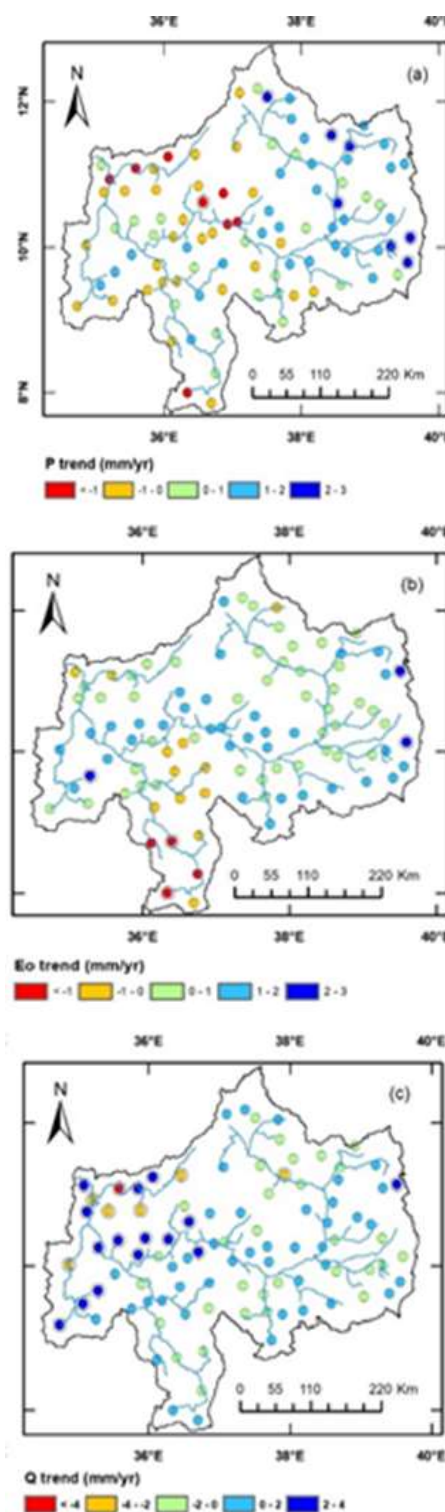 36°E 38°E 40°
N
(a)
12°N
10°N
8°N
0 55 110 220 Km
36°E 38°E 40°
P trend (mm/yr)
< -1 -1 - 0 0 - 1 1 - 2 2 - 3
N
(b)
0 55 110 220 Km
36°E 38°E 40°
Eo trend (mm/yr)
< -1 -1 - 0 0 - 1 1 - 2 2 - 3
36°E 38°E 40°E
N
(c)
0 55 110 220 Km
36°E 38°E 40°E
Q trend (mm/yr)
< -4 -4 - -2 -2 - 0 0 - 2 2 - 4